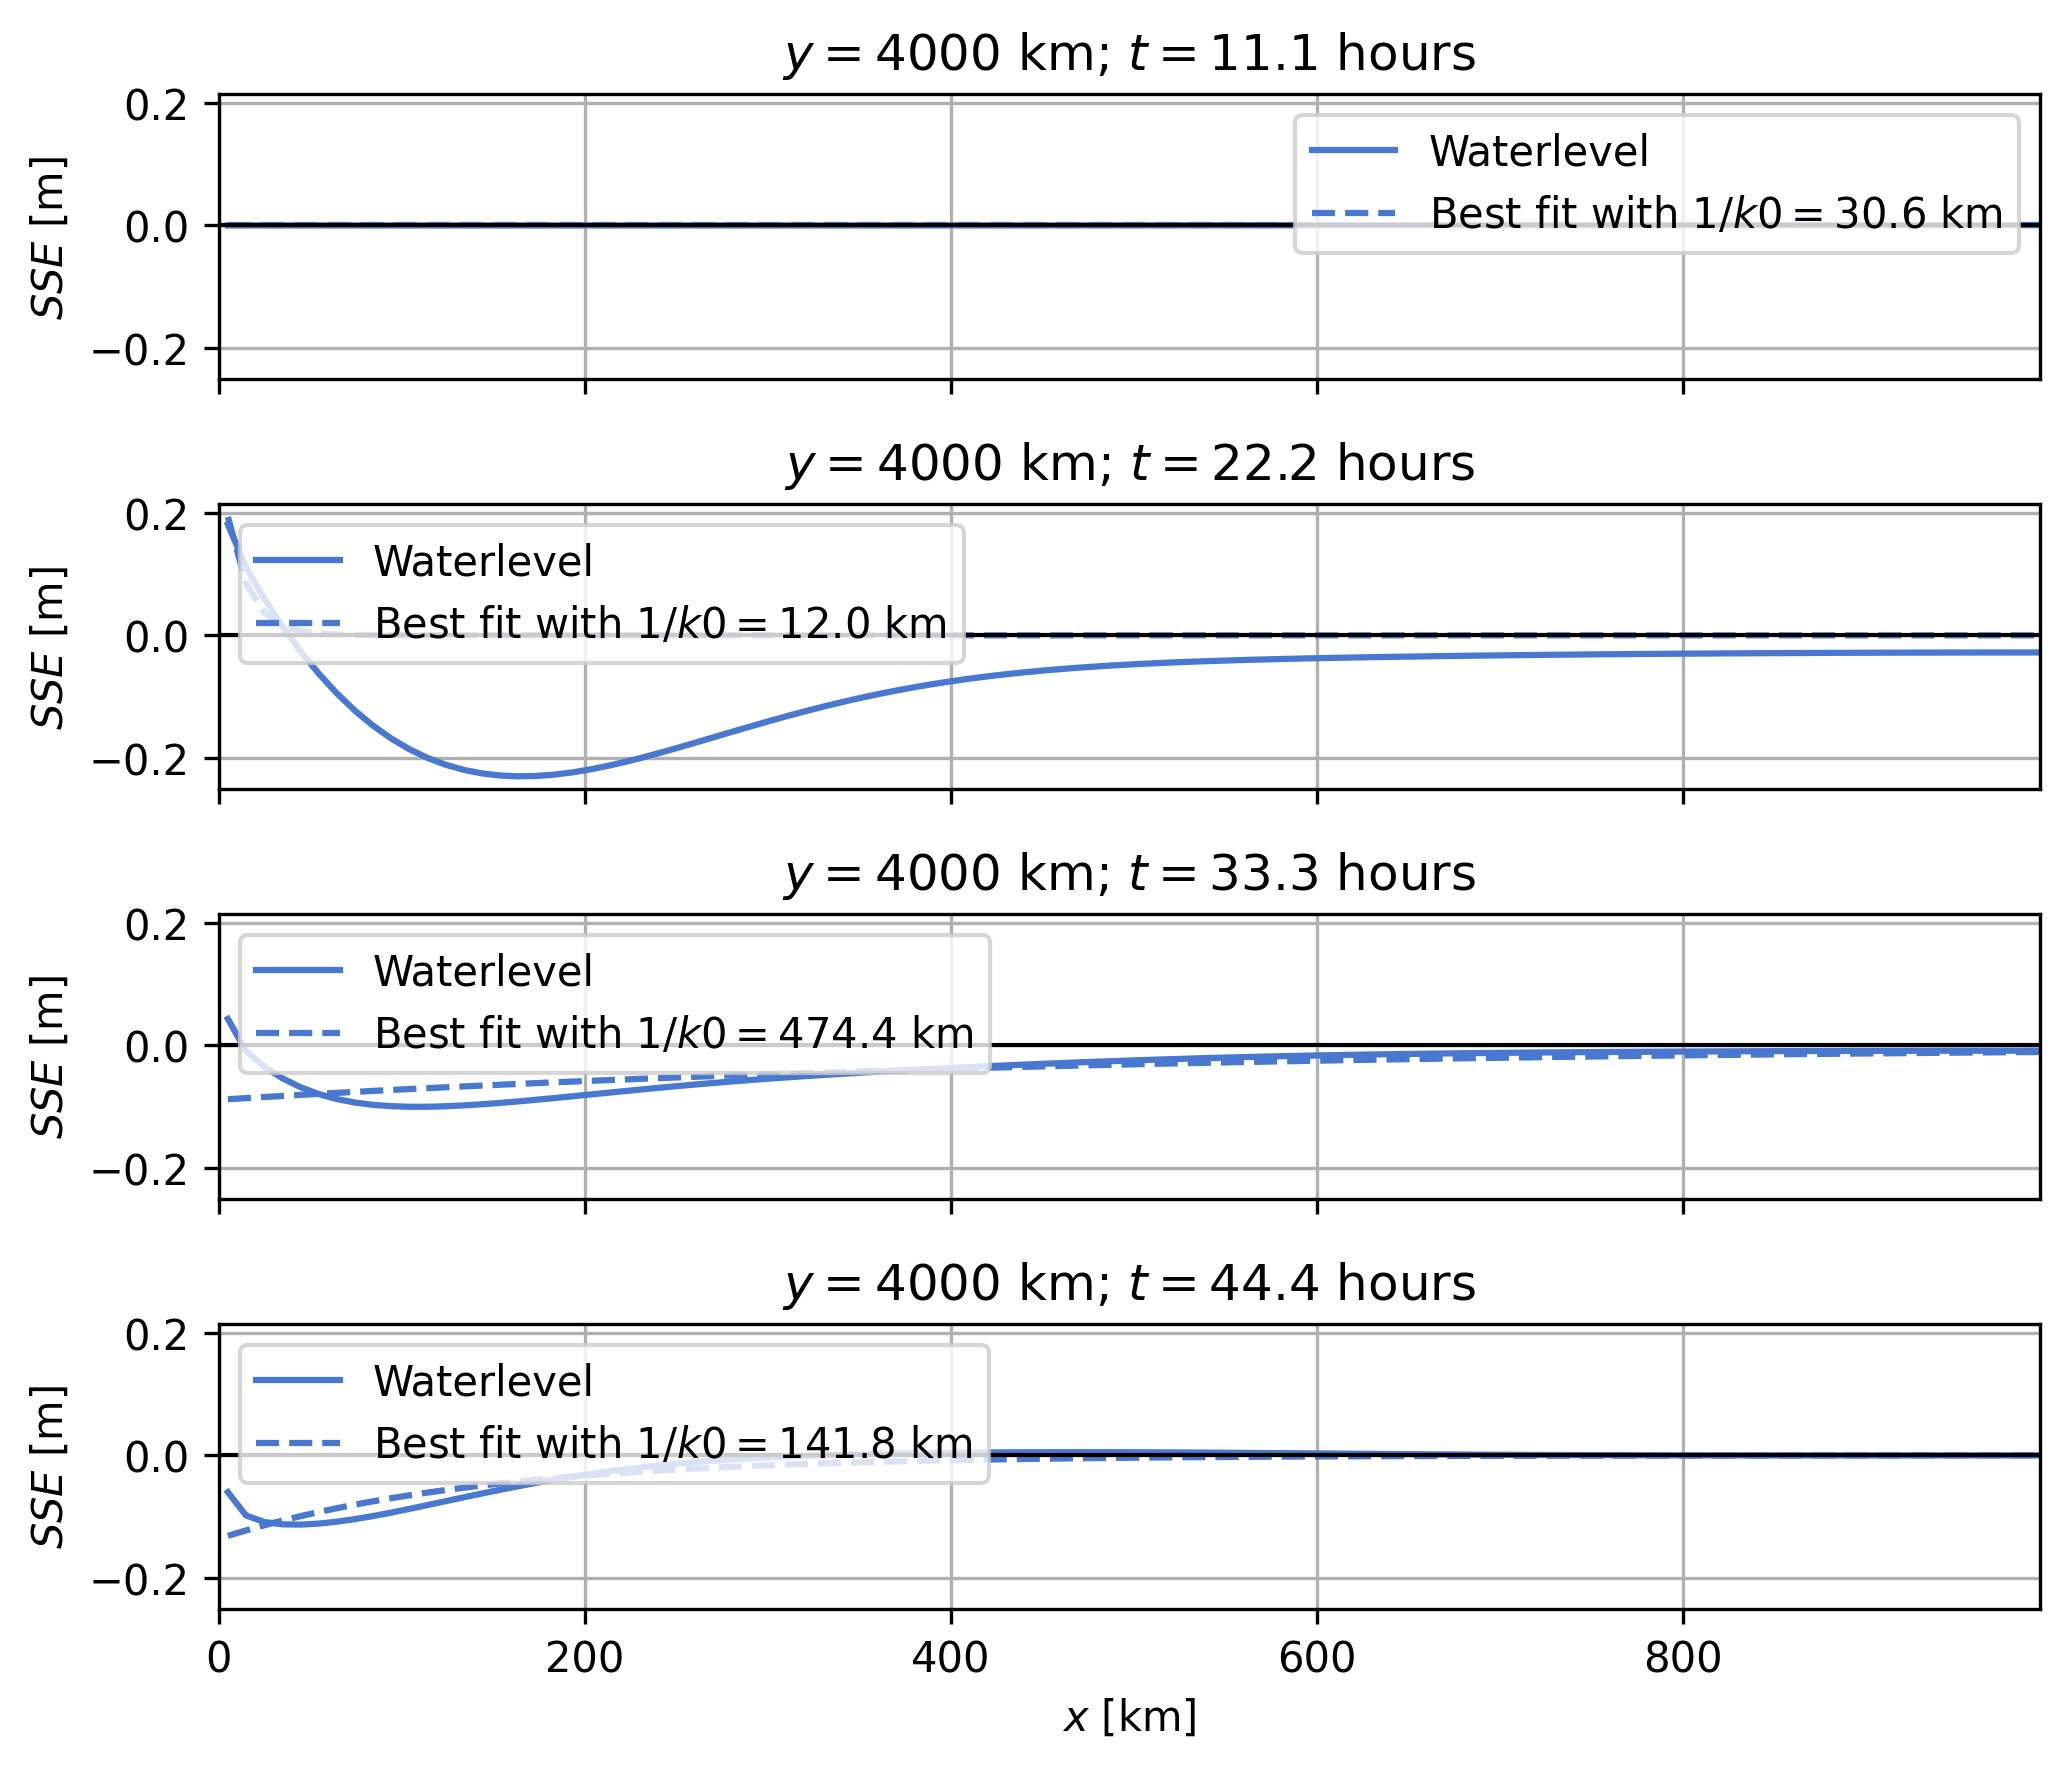 y = 4000 km; t = 11.1 hours
0.2
0.0
−0.2
SSE [m]
Waterlevel
Best fit with 1/k0 = 30.6 km
y = 4000 km; t = 22.2 hours
0.2
0.0
−0.2
SSE [m]
Waterlevel
Best fit with 1/k0 = 12.0 km
y = 4000 km; t = 33.3 hours
0.2
0.0
−0.2
SSE [m]
Waterlevel
Best fit with 1/k0 = 474.4 km
y = 4000 km; t = 44.4 hours
0.2
0.0
−0.2
SSE [m]
Waterlevel
Best fit with 1/k0 = 141.8 km
0 200 400 600 800
x [km]